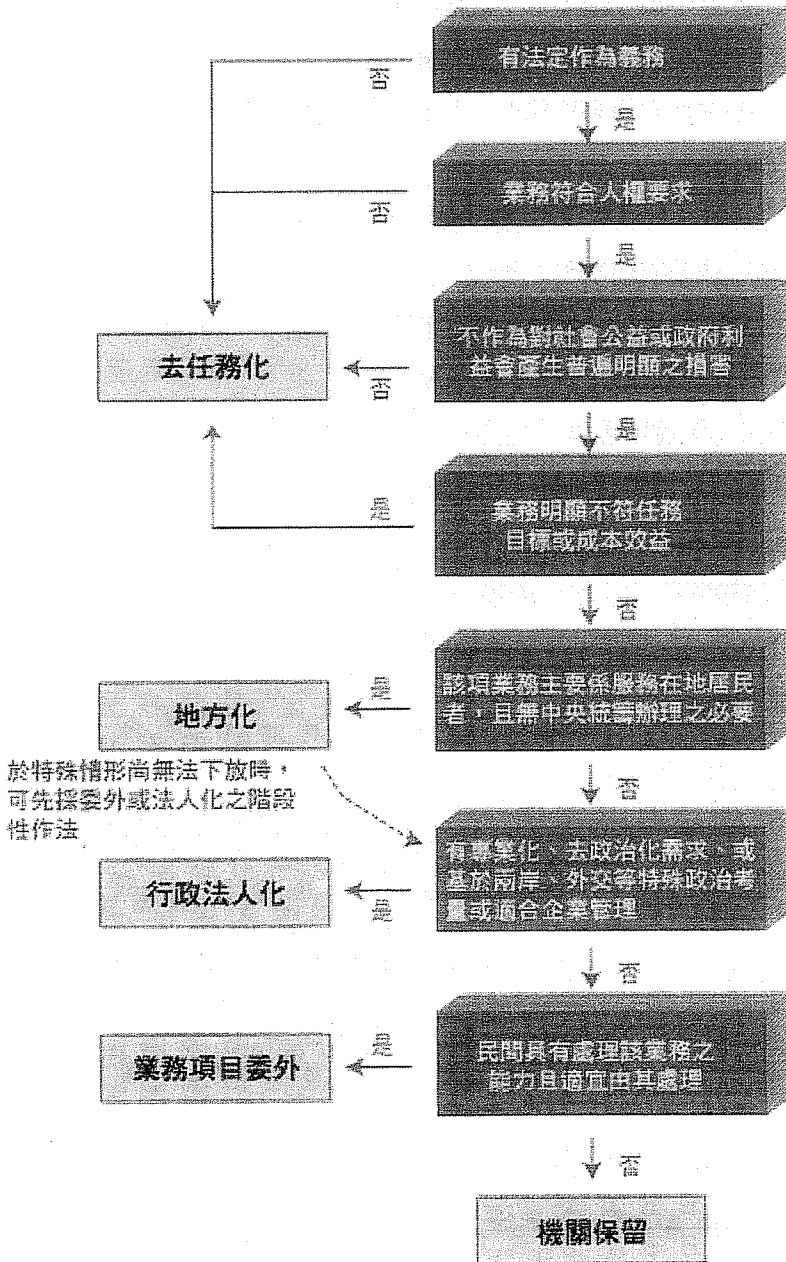 有法定作為義務
否
是
業務符合人權要求
否
是
不作為對社會公益或政府利
益會產生普遍明顯之損害
去任務化
否
是
業務明顯不符任務
目標或成本效益
是
否
該項業務主要係服務在地居民
者，且無中央統籌辦理之必要
地方化
是
否
於特殊情形尚無法下放時，
可先採委外或法人化之階段
性作法
有專業化、去政治化需求、或
基於兩岸、外交等特殊政治考
量或適合企業管理
行政法人化
是
否
民間具有處理該業務之
能力且適宜由其處理
業務項目委外
是
否
機關保留